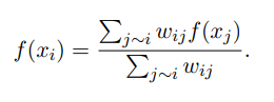 f(x_i) = \frac{\sum_{j \sim i} w_{ij} f(x_j)}{\sum_{j \sim i} w_{ij}}.